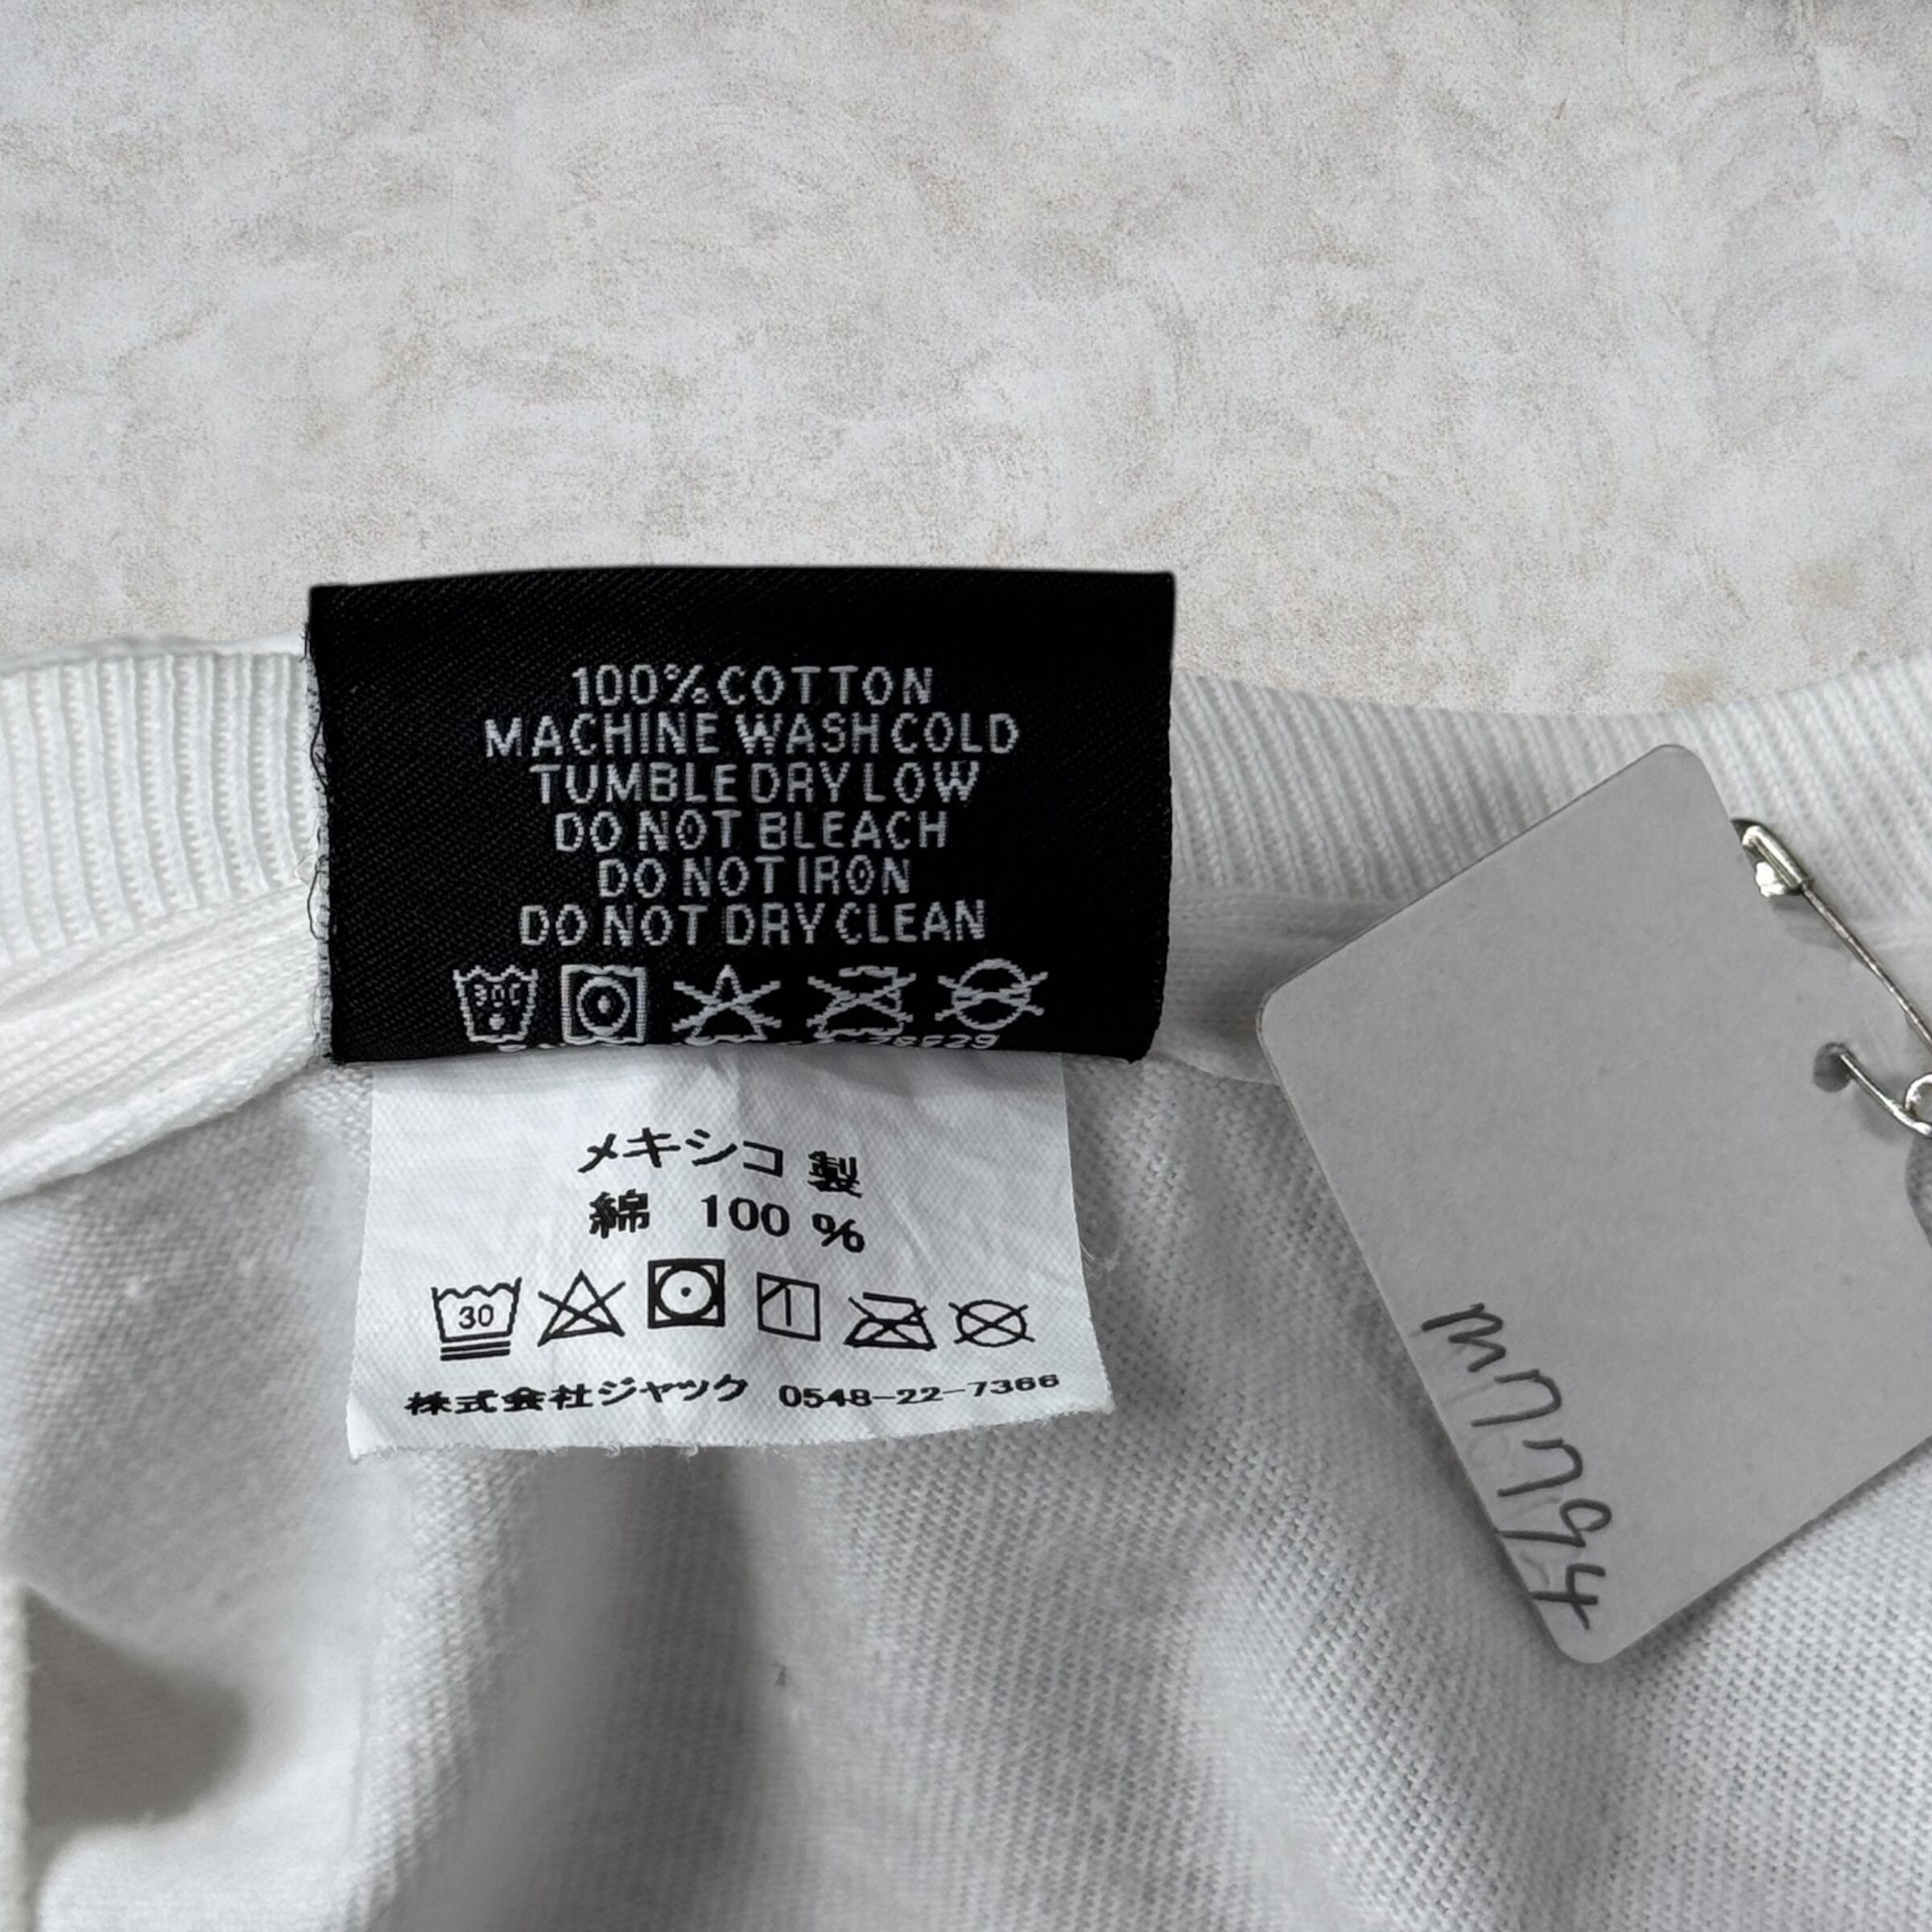 100% COTTON
MACHINE WASH COLD
TUMBLE DRY LOW
DO NOT BLEACH
DO NOT IRON
DO NOT DRY CLEAN
メキシコ 製
綿 100 %
30
株式会社ジャック 0548-22-7366